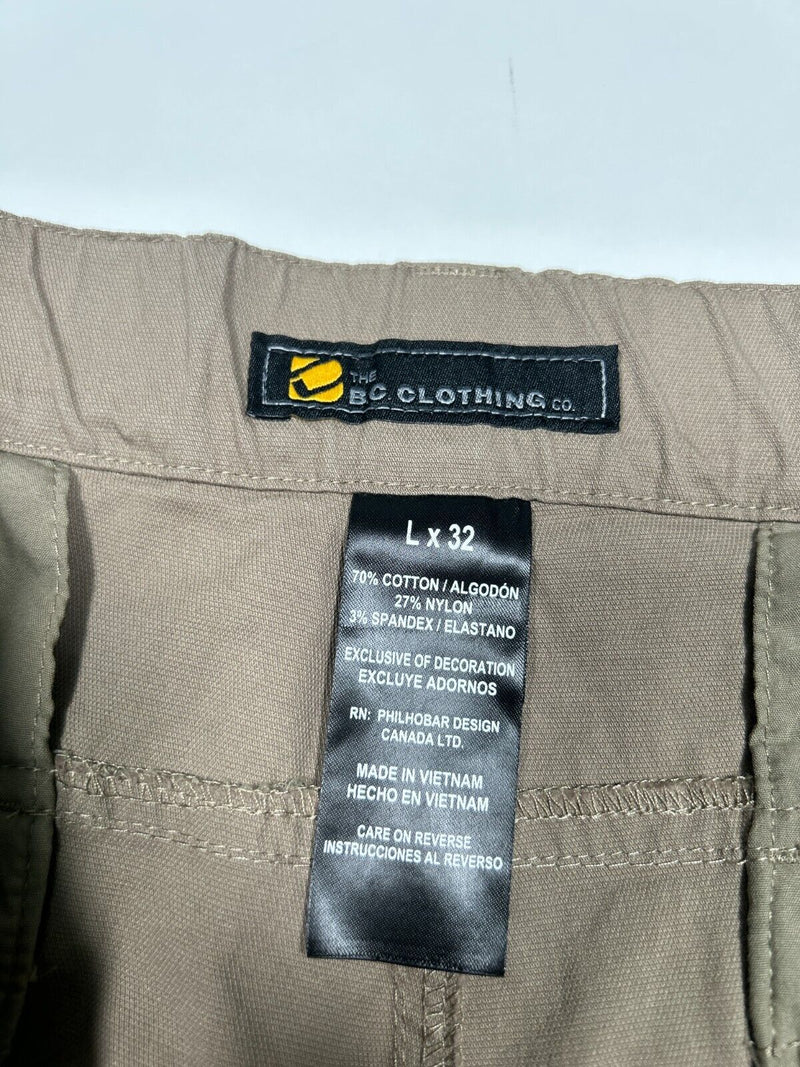 THE
BC CLOTHING CO.
L x 32
70% COTTON / ALGODÓN
27% NYLON
3% SPANDEX / ELASTANO
EXCLUSIVE OF DECORATION
EXCLUYE ADORNOS
RN: PHILHOBAR DESIGN
CANADA LTD.
MADE IN VIETNAM
HECHO EN VIETNAM
CARE ON REVERSE
INSTRUCCIONES AL REVERSO